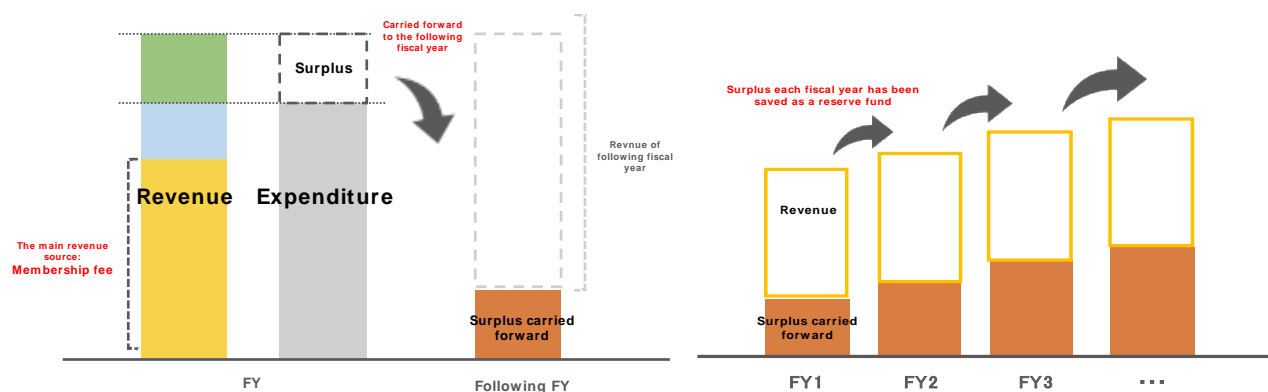 Carried forward
to the following
fiscal year
Surplus
Revnue of
following fiscal
year
Revenue
Expenditure
The main revenue
source:
Membership fee
Surplus carried
forward
FY
Following FY
Surplus each fiscal year has been
saved as a reserve fund
Revenue
Surplus carried
forward
FY1
FY2
FY3
...